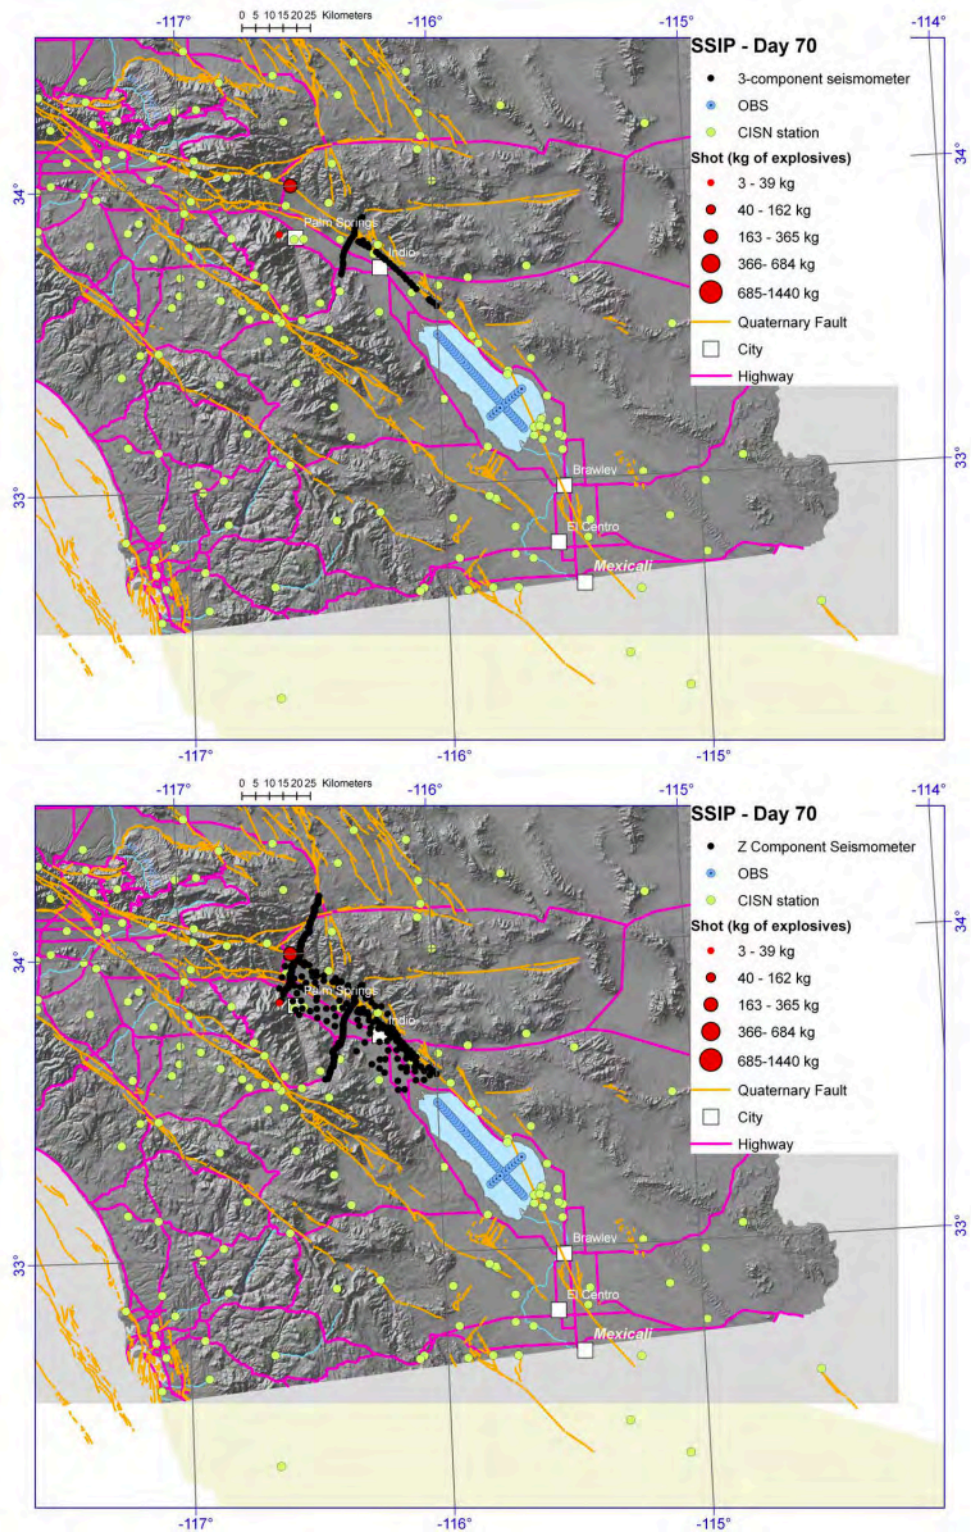 0 5 10 15 20 25 Kilometers
-117° -116° -115° -114°
SSIP - Day 70
3-component seismometer
OBS
CISN station
Shot (kg of explosives)
3 - 39 kg
40 - 162 kg
163 - 365 kg
366- 684 kg
685-1440 kg
Quaternary Fault
City
Highway
34° 34°
Palm Springs
Indio
33° 33°
Brawley
El Centro
Mexicali
-117° -116° -115°
0 5 10 15 20 25 Kilometers
-117° -116° -115° -114°
SSIP - Day 70
Z Component Seismometer
OBS
CISN station
Shot (kg of explosives)
3 - 39 kg
40 - 162 kg
163 - 365 kg
366- 684 kg
685-1440 kg
Quaternary Fault
City
Highway
34° 34°
Palm Springs
Indio
33° 33°
Brawley
El Centro
Mexicali
-117° -116° -115°